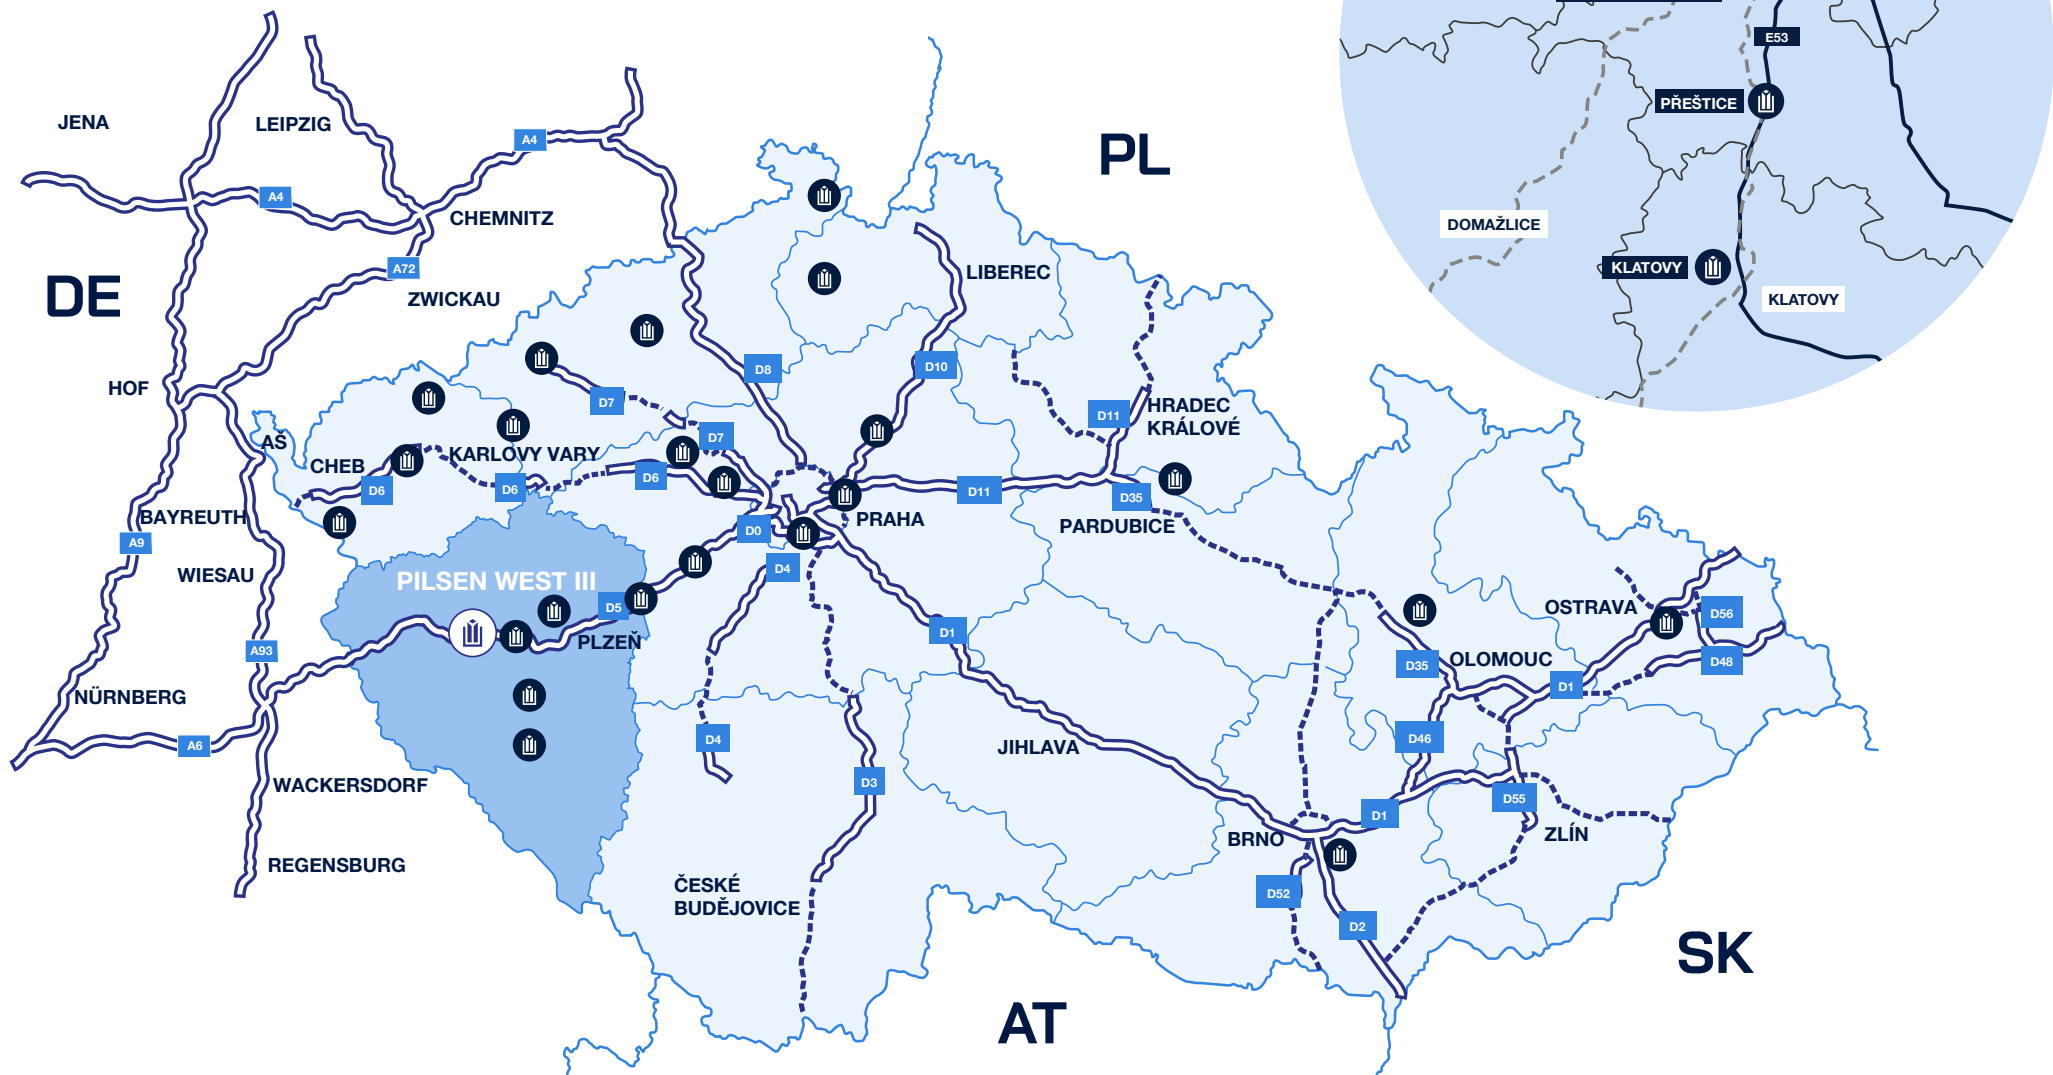 E53
PŘEŠTICE
DOMAŽLICE
KLATOVY
KLATOVY
JENA
LEIPZIG
A4
A4
PL
CHEMNITZ
A72
ZWICKAU
DE
LIBEREC
HOF
D8
D10
D7
D7
D11
HRADEC
KRÁLOVÉ
AŠ
CHEB
KARLOVY VARY
D6
D6
D6
D11
D35
PARDUBICE
BAYREUTH
A9
D0
PRAHA
D4
WIESAU
PILSEN WEST III
D5
PLZEŇ
D1
OSTRAVA
D56
A93
D35
OLOMOUC
D1
D48
NÜRNBERG
A6
D4
D46
JIHLAVA
D3
WACKERSDORF
D1
D55
BRNO
ZLÍN
REGENSBURG
ČESKÉ
BUDĚJOVICE
D52
D2
SK
AT